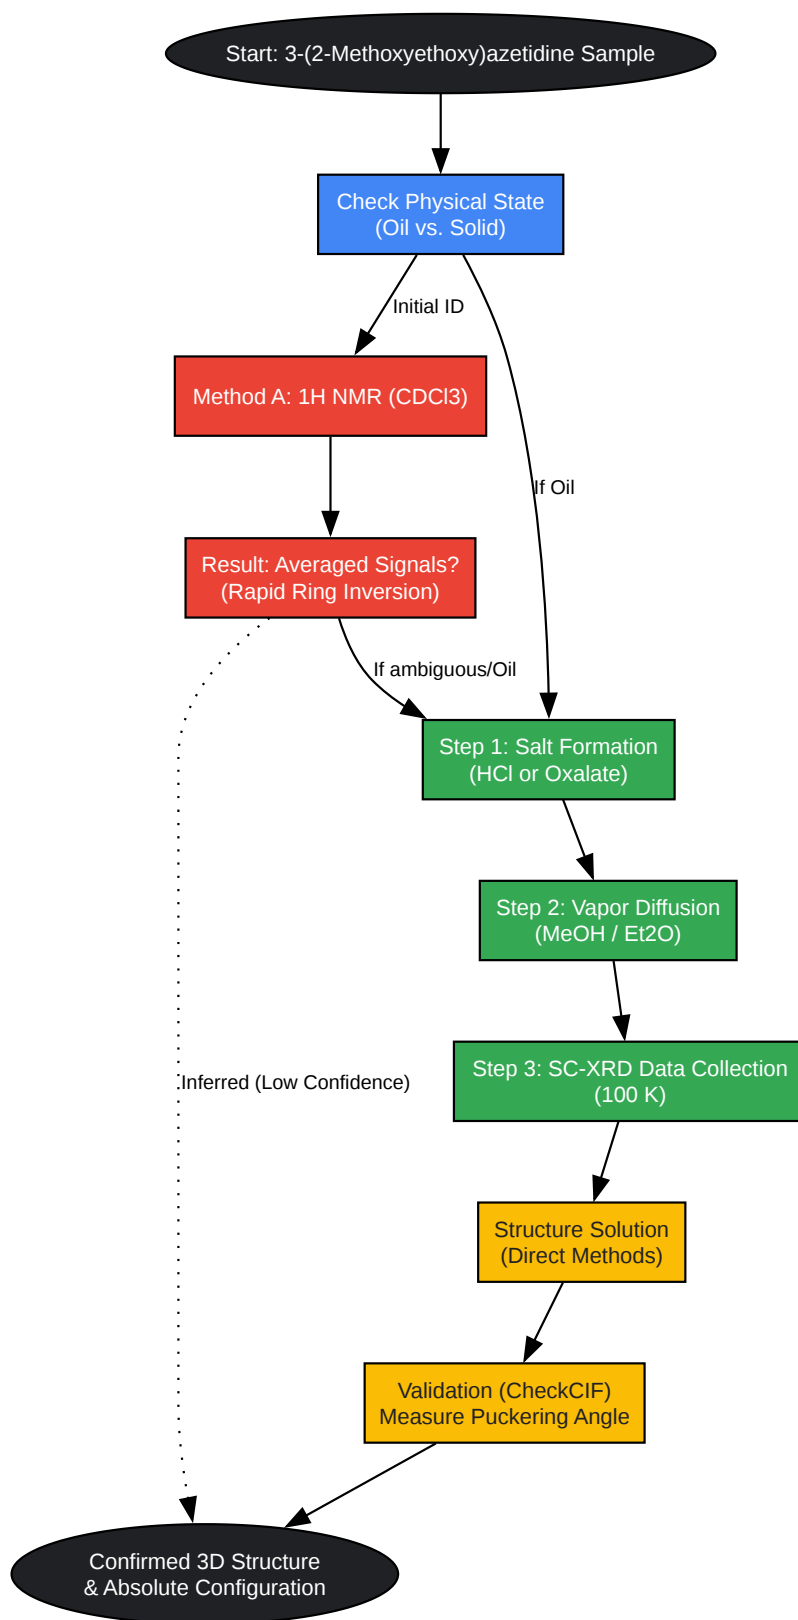 Start: 3-(2-Methoxyethoxy)azetidine Sample
Check Physical State
(Oil vs. Solid)
Initial ID
Method A: 1H NMR (CDCl3)
If Oil
Result: Averaged Signals?
(Rapid Ring Inversion)
If ambiguous/Oil
Step 1: Salt Formation
(HCl or Oxalate)
Step 2: Vapor Diffusion
(MeOH / Et2O)
Step 3: SC-XRD Data Collection
(100 K)
Inferred (Low Confidence)
Structure Solution
(Direct Methods)
Validation (CheckCIF)
Measure Puckering Angle
Confirmed 3D Structure
& Absolute Configuration